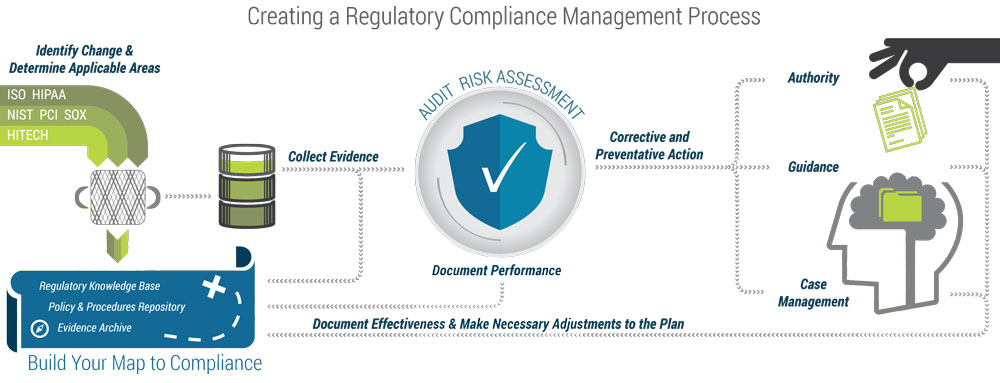 Creating a Regulatory Compliance Management Process
Identify Change &
Determine Applicable Areas
ISO HIPAA
NIST PCI SOX
HITECH
Collect Evidence
AUDIT RISK ASSESSMENT
Corrective and
Preventative Action
Authority
Guidance
Case
Management
Document Performance
Regulatory Knowledge Base
Policy & Procedures Repository
Evidence Archive
Document Effectiveness & Make Necessary Adjustments to the Plan
Build Your Map to Compliance